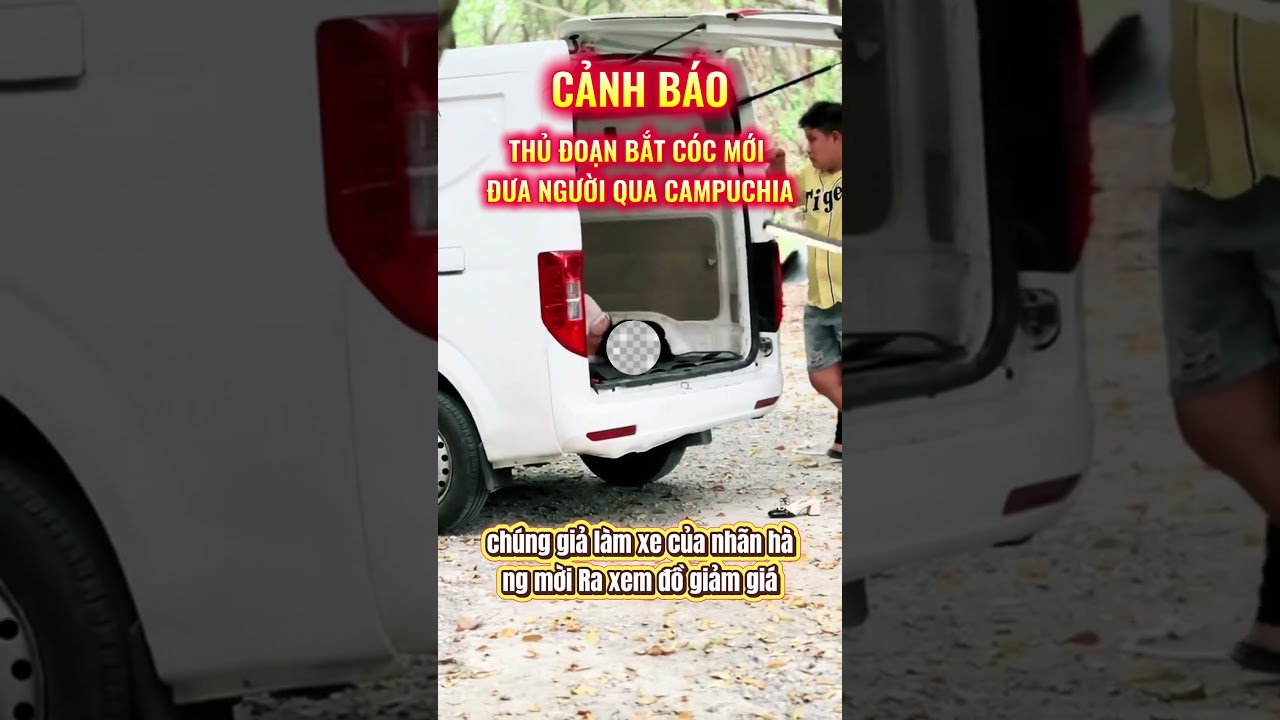 CẢNH BÁO
THỦ ĐOẠN BẮT CÓC MỚI
ĐƯA NGƯỜI QUA CAMPUCHIA
Tige
chúng giả làm xe của nhãn hà
ng mời Ra xem đồ giảm giá